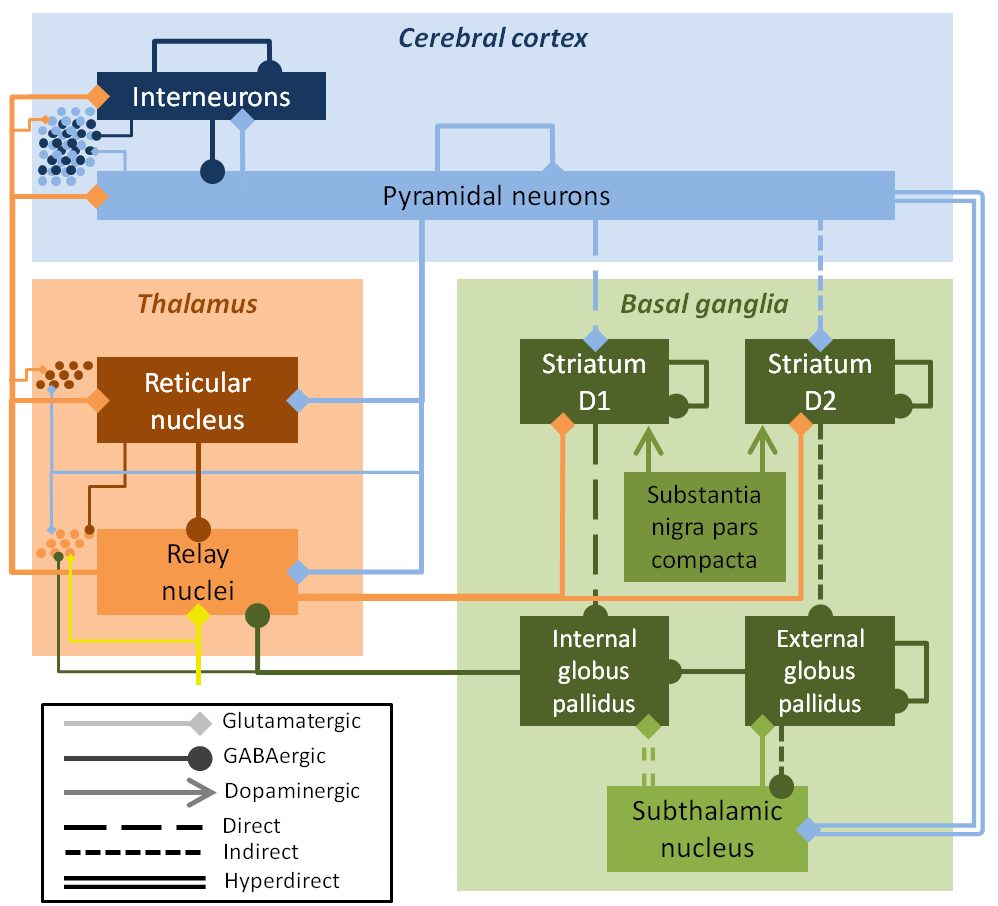 Cerebral cortex
Interneurons
Pyramidal neurons
Thalamus
Reticular
nucleus
Relay
nuclei
Basal ganglia
Striatum
D1
Striatum
D2
Substantia
nigra pars
compacta
Internal
globus
pallidus
External
globus
pallidus
Subthalamic
nucleus
Glutamatergic
GABAergic
Dopaminergic
Direct
Indirect
Hyperdirect